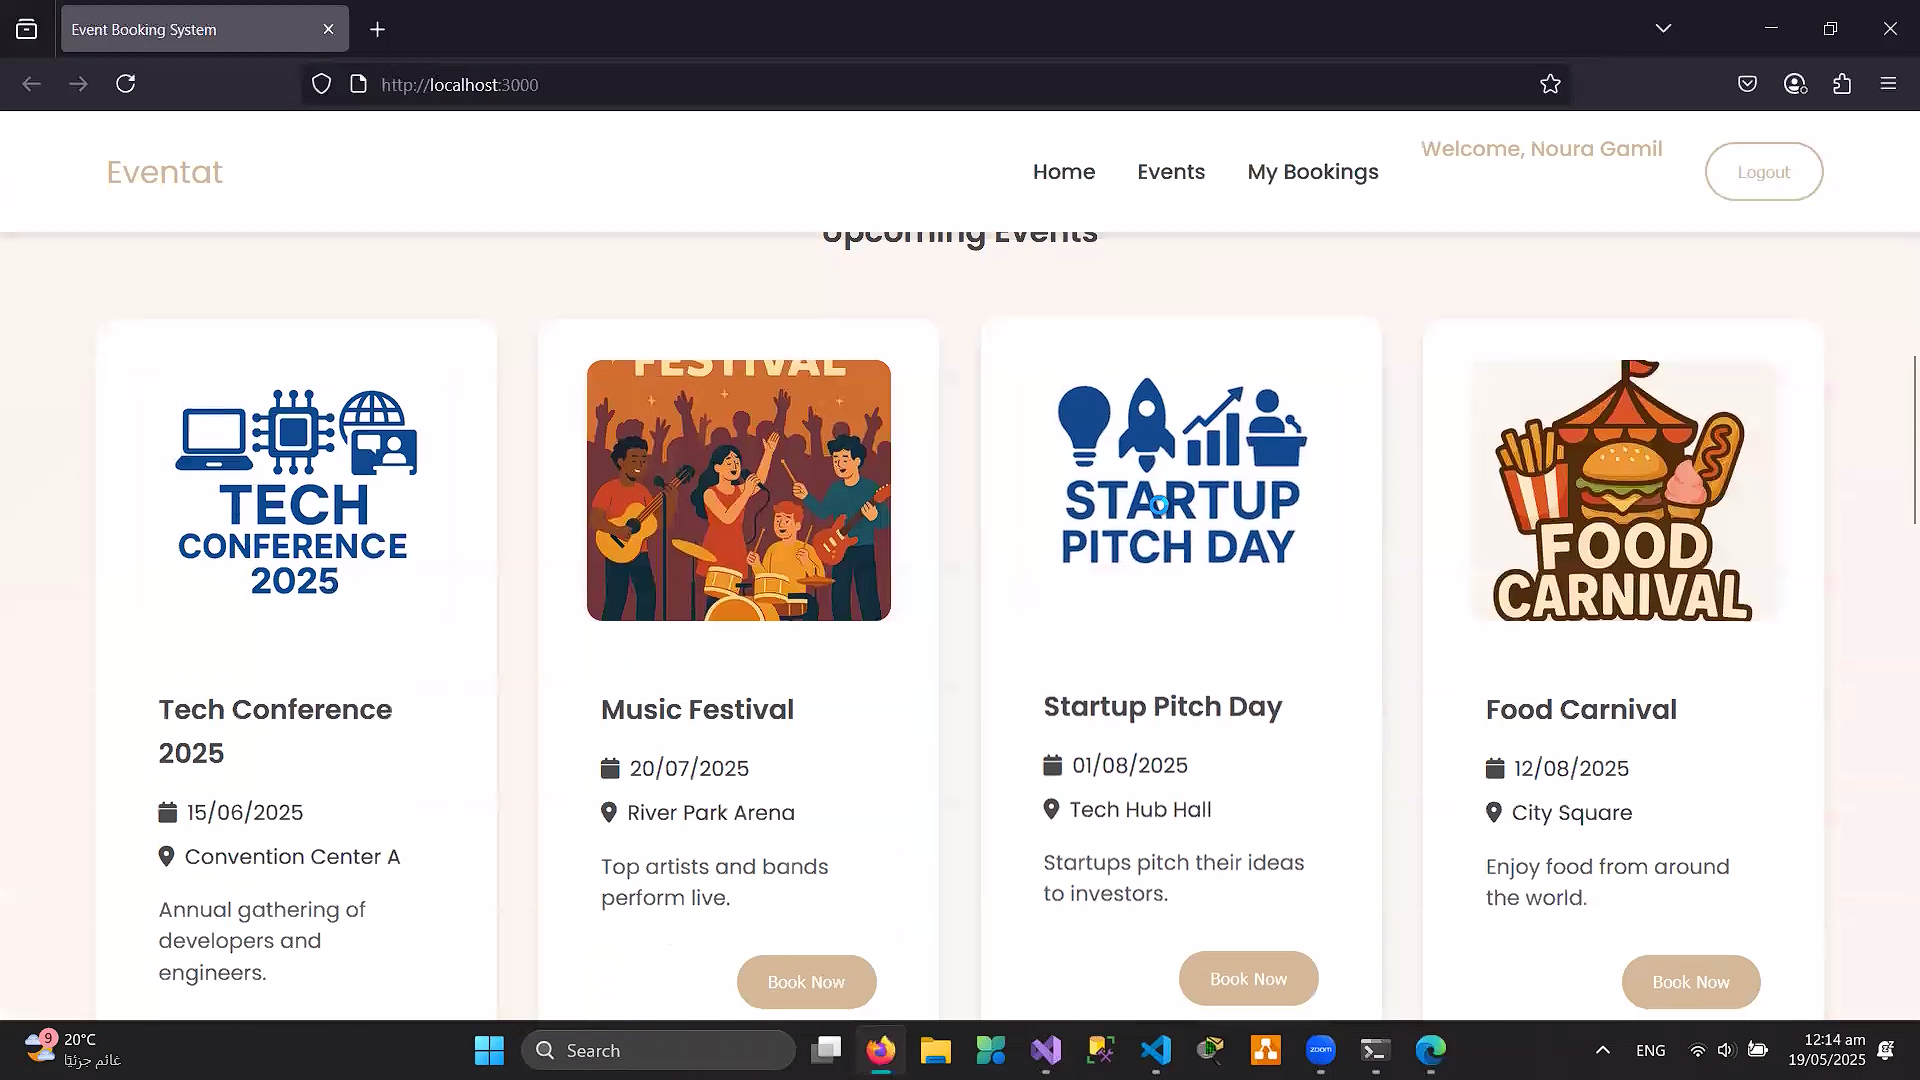 Event Booking System
http://localhost:3000
Eventat
Home
Events
My Bookings
Welcome, Noura Gamil
Logout
Upcoming Events
TECH
CONFERENCE
2025
FESTIVAL
STARTUP
PITCH DAY
FOOD
CARNIVAL
Tech Conference
2025
15/06/2025
Convention Center A
Annual gathering of
developers and
engineers.
Music Festival
20/07/2025
River Park Arena
Top artists and bands
perform live.
Book Now
Startup Pitch Day
01/08/2025
Tech Hub Hall
Startups pitch their ideas
to investors.
Book Now
Food Carnival
12/08/2025
City Square
Enjoy food from around
the world.
Book Now
9
20°C
غائم جزئيًا
Search
zoom
ENG
12:14 am
19/05/2025